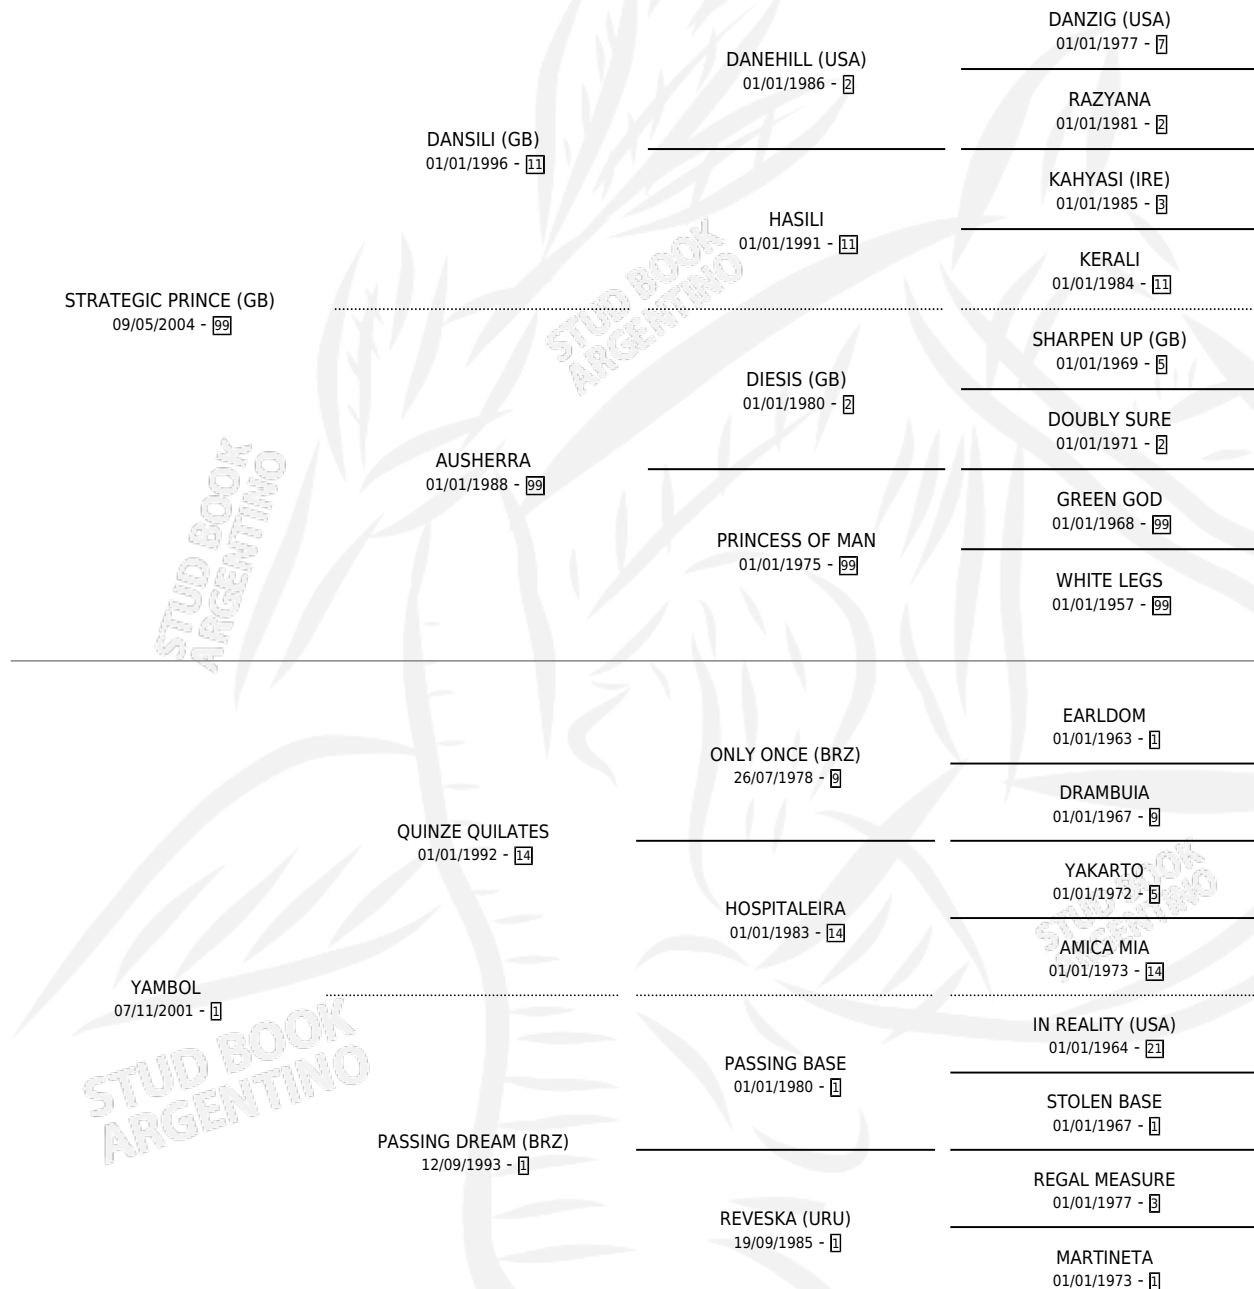 DANZIG (USA)
01/01/1977 - 7
DANEHILL (USA)
01/01/1986 - 2
RAZYANA
01/01/1981 - 2
DANSILI (GB)
01/01/1996 - 11
KAHYASI (IRE)
01/01/1985 - 3
HASILI
01/01/1991 - 11
KERALI
01/01/1984 - 11
STRATEGIC PRINCE (GB)
09/05/2004 - 99
SHARPEN UP (GB)
01/01/1969 - 5
DIESIS (GB)
01/01/1980 - 2
DOUBLY SURE
01/01/1971 - 2
AUSHERRA
01/01/1988 - 99
GREEN GOD
01/01/1968 - 99
PRINCESS OF MAN
01/01/1975 - 99
WHITE LEGS
01/01/1957 - 99
EARLDOM
01/01/1963 - 1
ONLY ONCE (BRZ)
26/07/1978 - 9
DRAMBUIA
01/01/1967 - 9
QUINZE QUILATES
01/01/1992 - 14
YAKARTO
01/01/1972 - 5
HOSPITALEIRA
01/01/1983 - 14
AMICA MIA
01/01/1973 - 14
YAMBOL
07/11/2001 - 1
IN REALITY (USA)
01/01/1964 - 21
PASSING BASE
01/01/1980 - 1
STOLEN BASE
01/01/1967 - 1
PASSING DREAM (BRZ)
12/09/1993 - 1
REGAL MEASURE
01/01/1977 - 3
REVESKA (URU)
19/09/1985 - 1
MARTINETA
01/01/1973 - 1
STUD BOOK
ARGENTINO
STUD BOOK
ARGENTINO
STUD BOOK
ARGENTINO
STUD BOOK
ARGENTINO